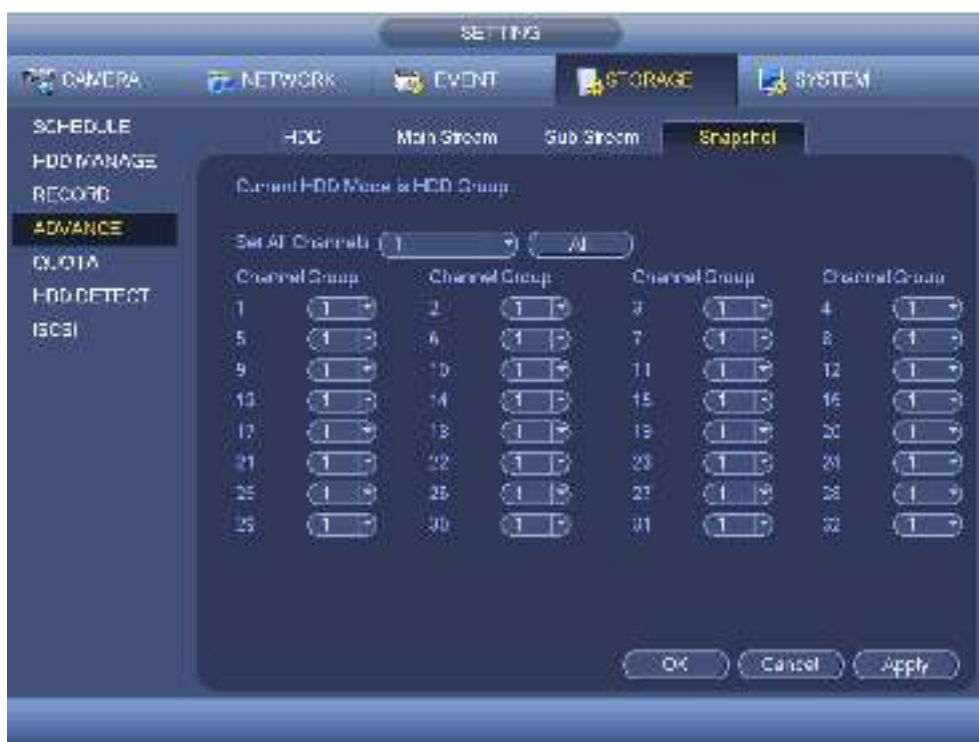 SETTING
CAMERA NETWORK EVENT STORAGE SYSTEM
SCHEDULE
HDD MANAGE
RECORD
ADVANCE
QUOTA
HDD DETECT
ISCSI
HDD Main Stream Sub Stream Snapshot
Current HDD Mode is HDD Group
Set All Channels 1 All
Channel Group Channel Group Channel Group Channel Group
1 1 2 1 3 1 4 1
5 1 6 1 7 1 8 1
9 1 10 1 11 1 12 1
13 1 14 1 15 1 16 1
17 1 18 1 19 1 20 1
21 1 22 1 23 1 24 1
25 1 26 1 27 1 28 1
29 1 30 1 31 1 32 1
OK Cancel Apply